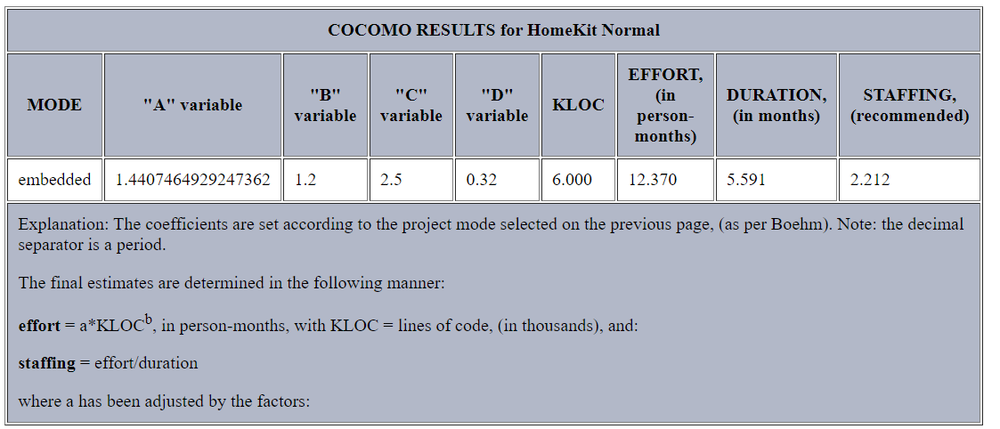 COCOMO RESULTS for HomeKit Normal
MODE
"A" variable
"B"
variable
"C"
variable
"D"
variable
KLOC
EFFORT,
(in
person-
months)
DURATION,
(in months)
STAFFING,
(recommended)
embedded
1.4407464929247362
1.2
2.5
0.32
6.000
12.370
5.591
2.212
Explanation: The coefficients are set according to the project mode selected on the previous page, (as per Boehm). Note: the decimal
separator is a period.
The final estimates are determined in the following manner:
effort = a*KLOCᵇ, in person-months, with KLOC = lines of code, (in thousands), and:
staffing = effort/duration
where a has been adjusted by the factors: